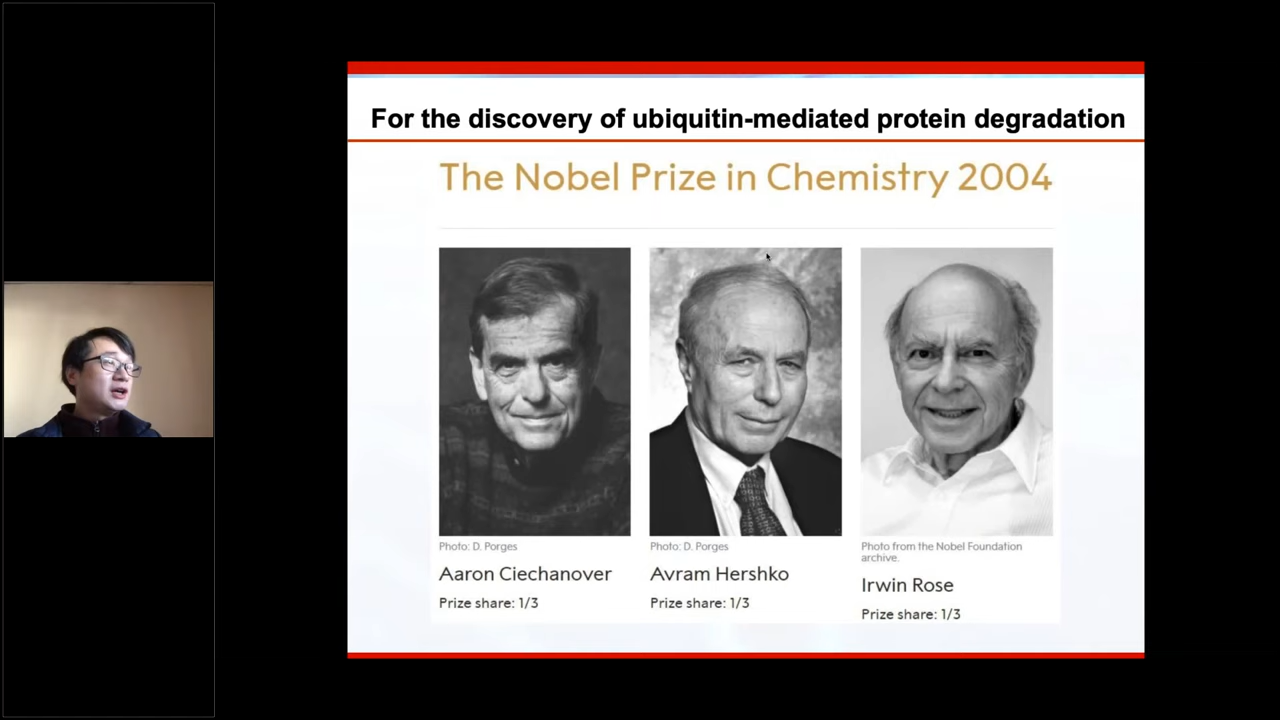 For the discovery of ubiquitin-mediated protein degradation
The Nobel Prize in Chemistry 2004
Photo: D. Porges
Aaron Ciechanover
Prize share: 1/3
Photo: D. Porges
Avram Hershko
Prize share: 1/3
Photo from the Nobel Foundation
archive.
Irwin Rose
Prize share: 1/3